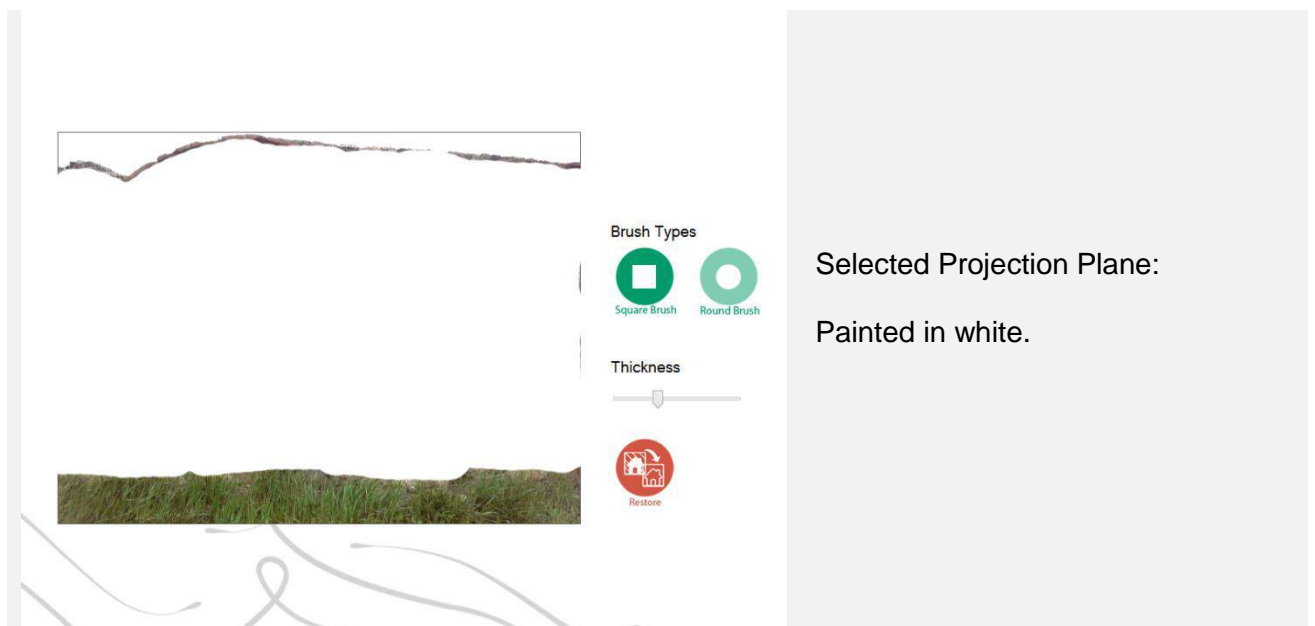 Brush Types
Square Brush
Round Brush
Thickness
Restore
Selected Projection Plane:
Painted in white.